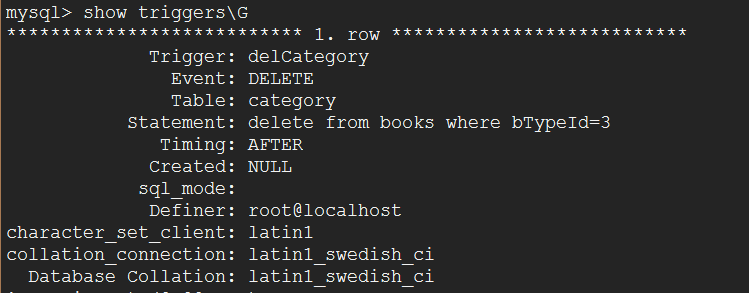 mysql> show triggers\G
*************************** 1. row ***************************
Trigger: delCategory
Event: DELETE
Table: category
Statement: delete from books where bTypeId=3
Timing: AFTER
Created: NULL
sql_mode:
Definer: root@localhost
character_set_client: latin1
collation_connection: latin1_swedish_ci
Database Collation: latin1_swedish_ci